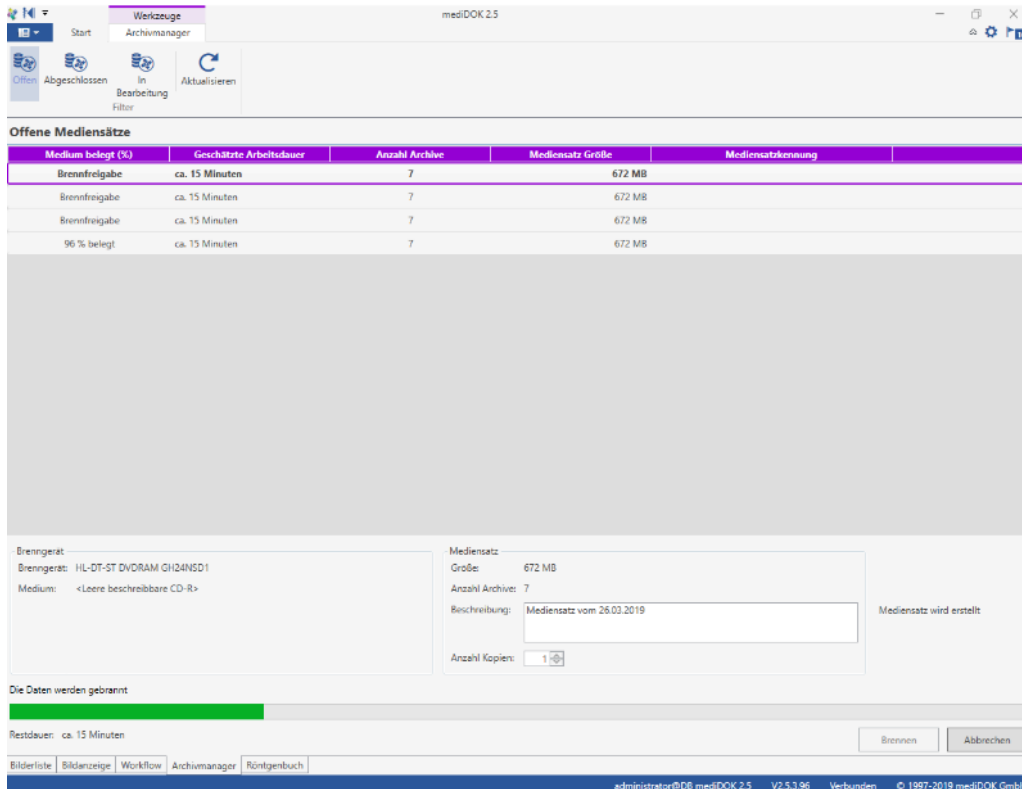 Werkzeuge
mediDOK 2.5
Start
Archivmanager
Offen
Abgeschlossen
In
Bearbeitung
Aktualisieren
Filter
Offene Mediensätze
Medium belegt (%) Geschätzte Arbeitsdauer Anzahl Archive Mediensatz Größe Mediensatzkennung
Brennfreigabe ca. 15 Minuten 7 672 MB
Brennfreigabe ca. 15 Minuten 7 672 MB
Brennfreigabe ca. 15 Minuten 7 672 MB
96 % belegt ca. 15 Minuten 7 672 MB
Brenngerät
Brenngerät: HL-DT-ST DVDRAM GH24NSD1
Medium: <Leere beschreibbare CD-R>
Mediensatz
Größe: 672 MB
Anzahl Archive: 7
Beschreibung: Mediensatz vom 26.03.2019
Anzahl Kopien: 1
Mediensatz wird erstellt
Die Daten werden gebrannt
Restdauer: ca. 15 Minuten
Brennen
Abbrechen
Bilderliste Bildanzeige Workflow Archivmanager Röntgenbuch
administrator@DB mediDOK 2.5 V2.5.3.96 Verbunden © 1997-2019 mediDOK GmbH